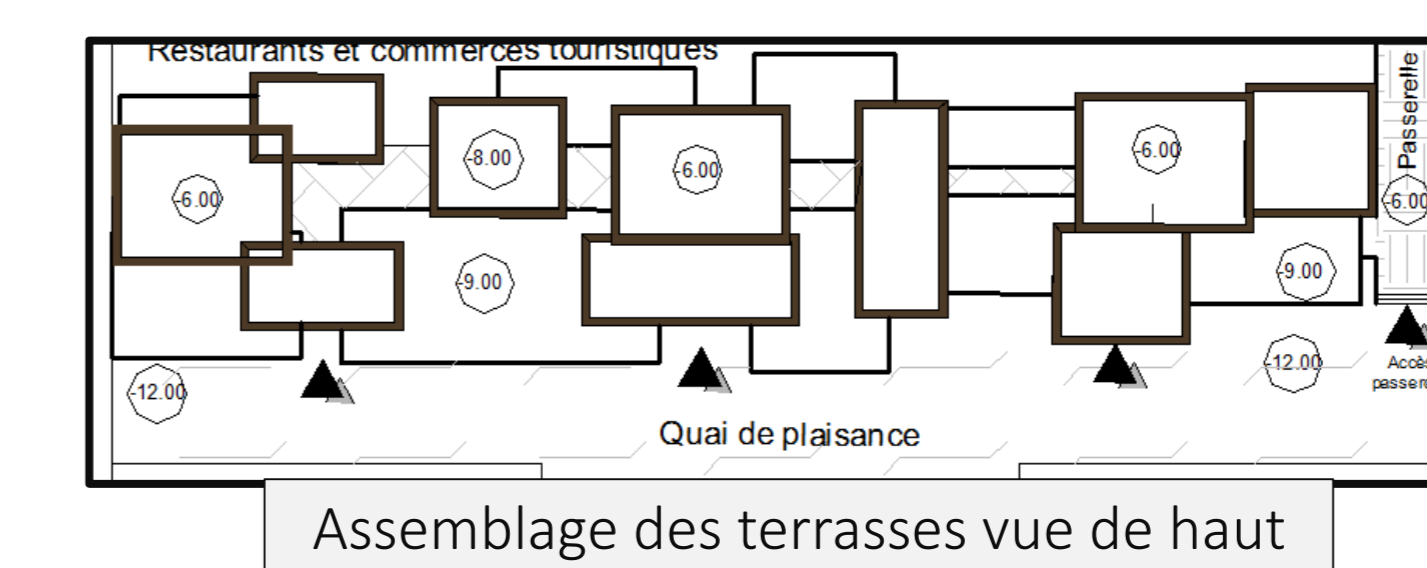 Restaurants et commerces touristiques
Passerelle
-8.00
-6.00
-6.00
-6.00
-6.00
-9.00
-9.00
-12.00
-12.00
Accès
Quai de plaisance
Assemblage des terrasses vue de haut